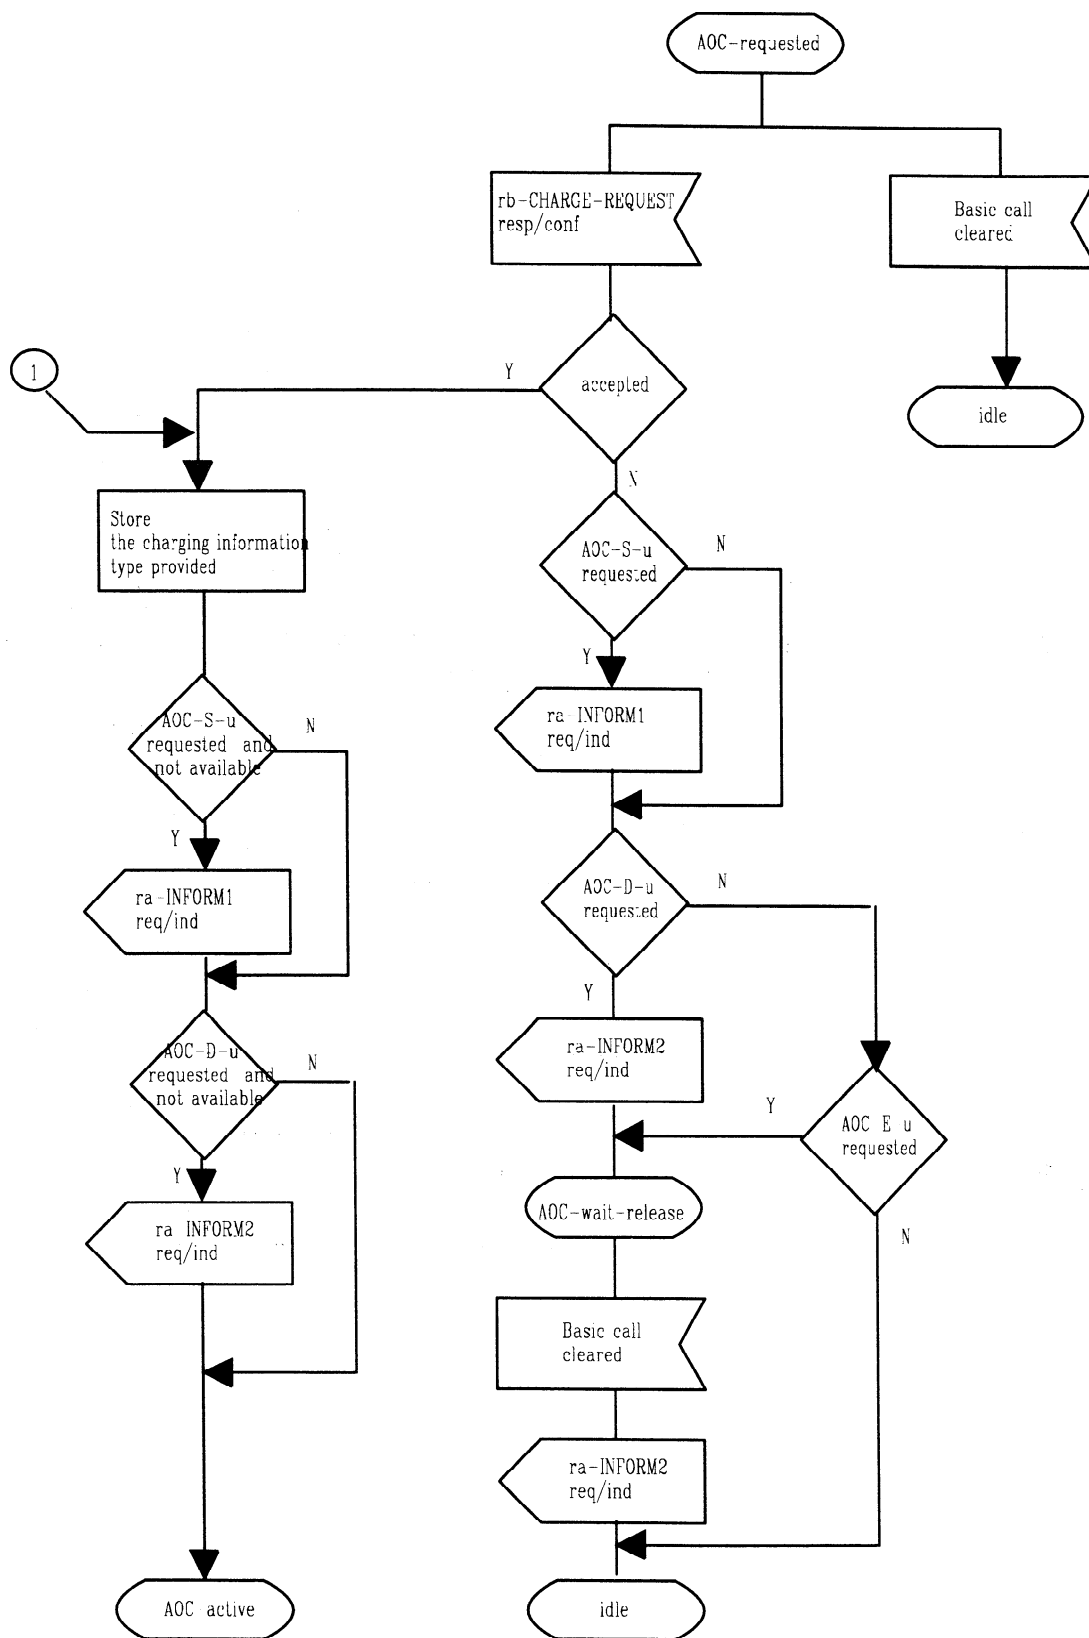 AOC-requested
rb-CHARGE-REQUEST
resp/conf
Basic call
cleared
1
Y
accepted
idle
N
Store
the charging information
type provided
AOC-S-u
requested
N
Y
ra-INFORM1
req/ind
AOC-S-u
requested and
not available
N
Y
ra-INFORM1
req/ind
AOC-D-u
requested
N
Y
ra-INFORM2
req/ind
AOC-D-u
requested and
not available
N
Y
ra INFORM2
req/ind
Y
AOC E u
requested
N
AOC-wait-release
Basic call
cleared
ra-INFORM2
req/ind
AOC active
idle